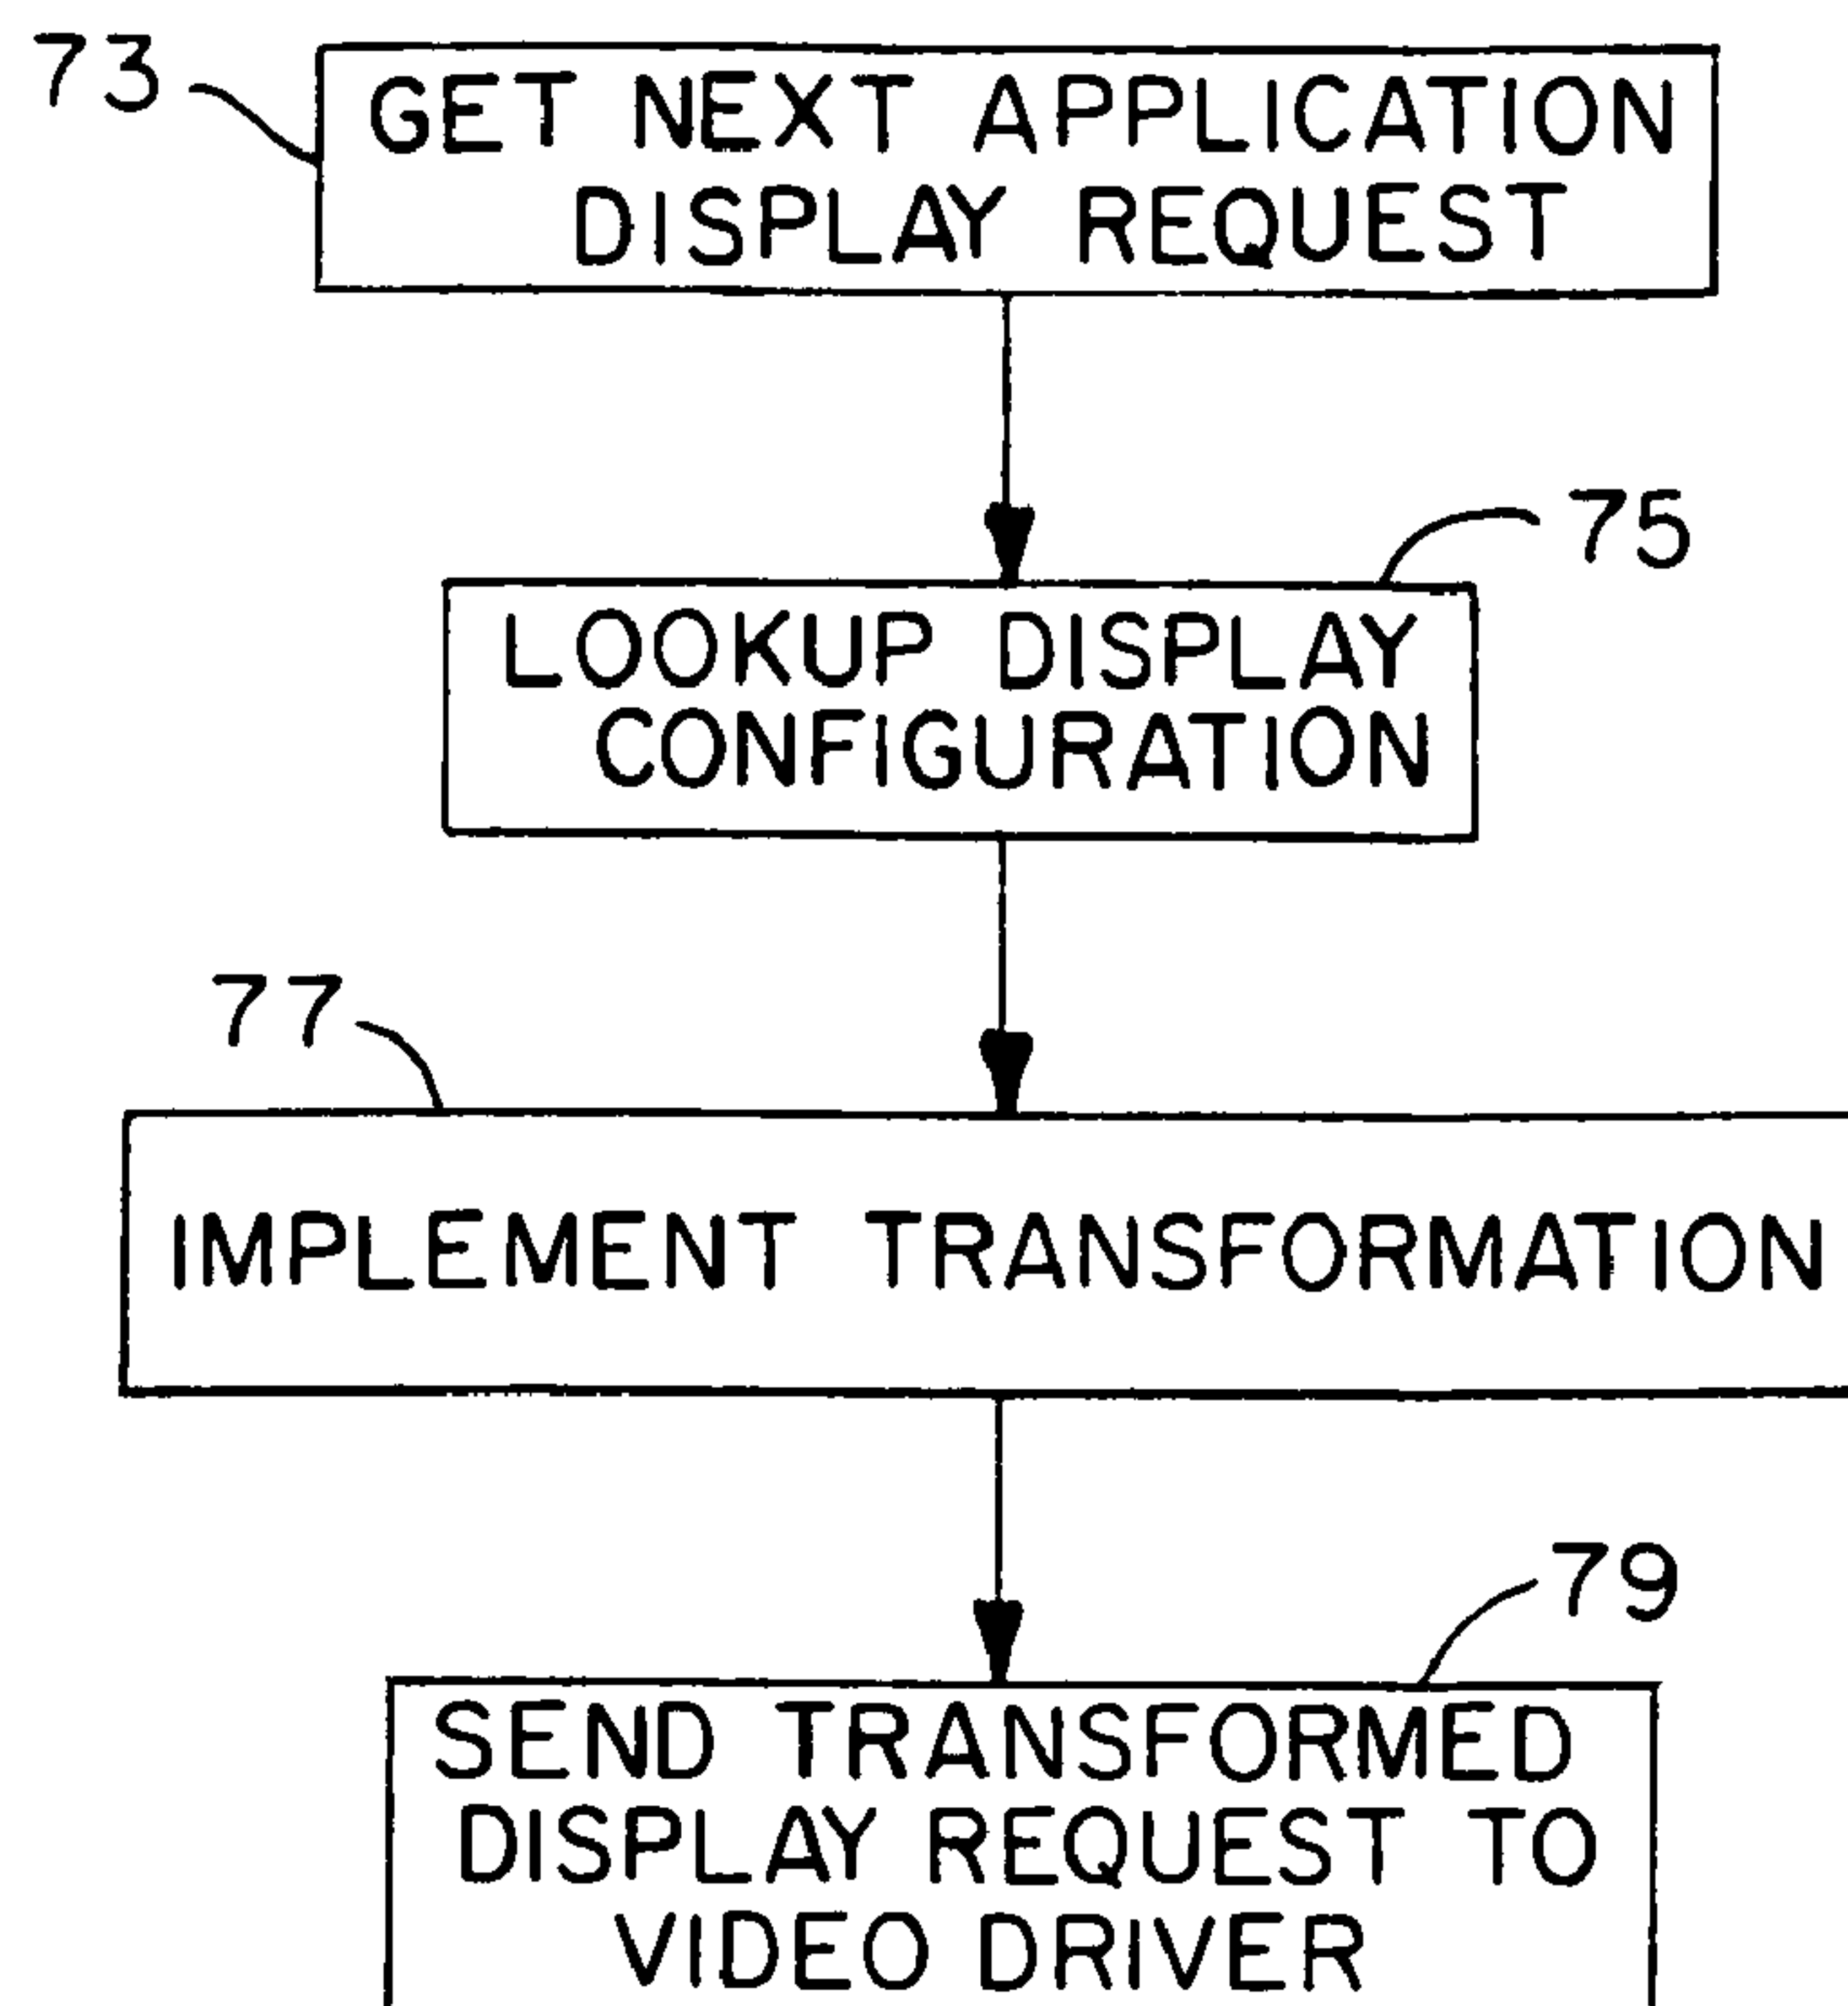 73
GET NEXT APPLICATION
DISPLAY REQUEST
75
LOOKUP DISPLAY
CONFIGURATION
77
IMPLEMENT TRANSFORMATION
79
SEND TRANSFORMED
DISPLAY REQUEST TO
VIDEO DRIVER